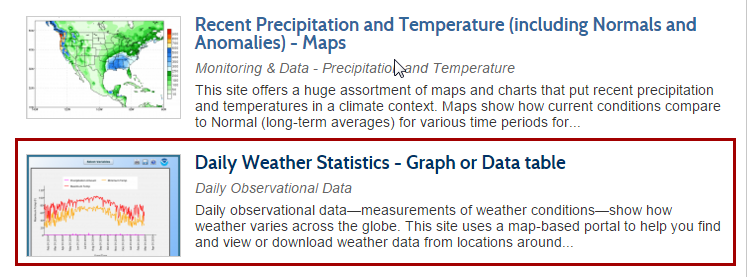 Recent Precipitation and Temperature (including Normals and
Anomalies) - Maps
Monitoring & Data - Precipitation and Temperature
This site offers a huge assortment of maps and charts that put recent precipitation
and temperatures in a climate context. Maps show how current conditions compare
to Normal (long-term averages) for various time periods for...
Daily Weather Statistics - Graph or Data table
Daily Observational Data
Daily observational data—measurements of weather conditions—show how
weather varies across the globe. This site uses a map-based portal to help you find
and view or download weather data from locations around...